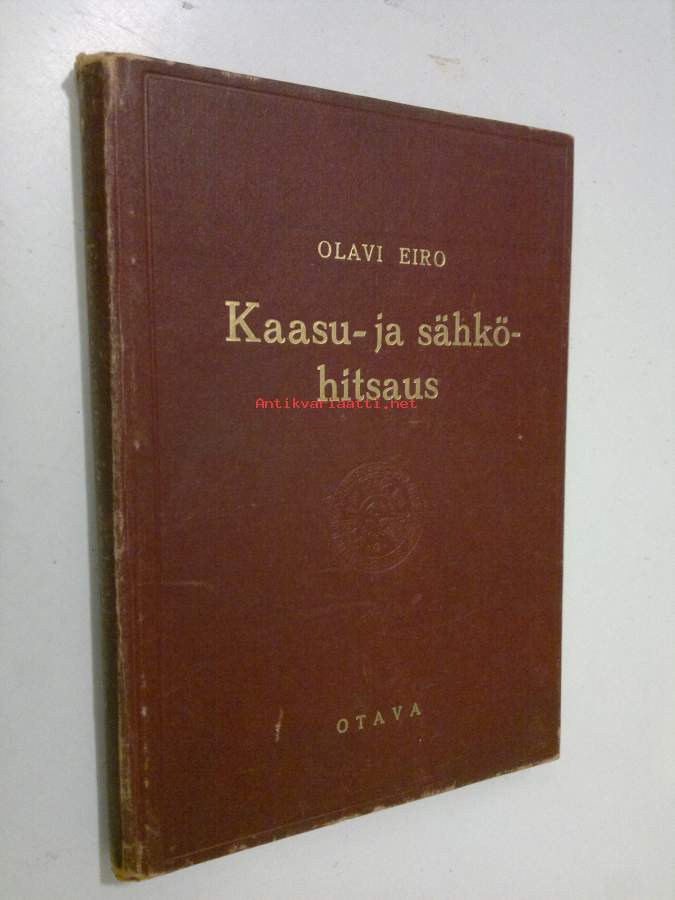 OLAVI EIRO
Kaasu- ja sähkö-
hitsaus
Antikvariaatti.net
OTAVA